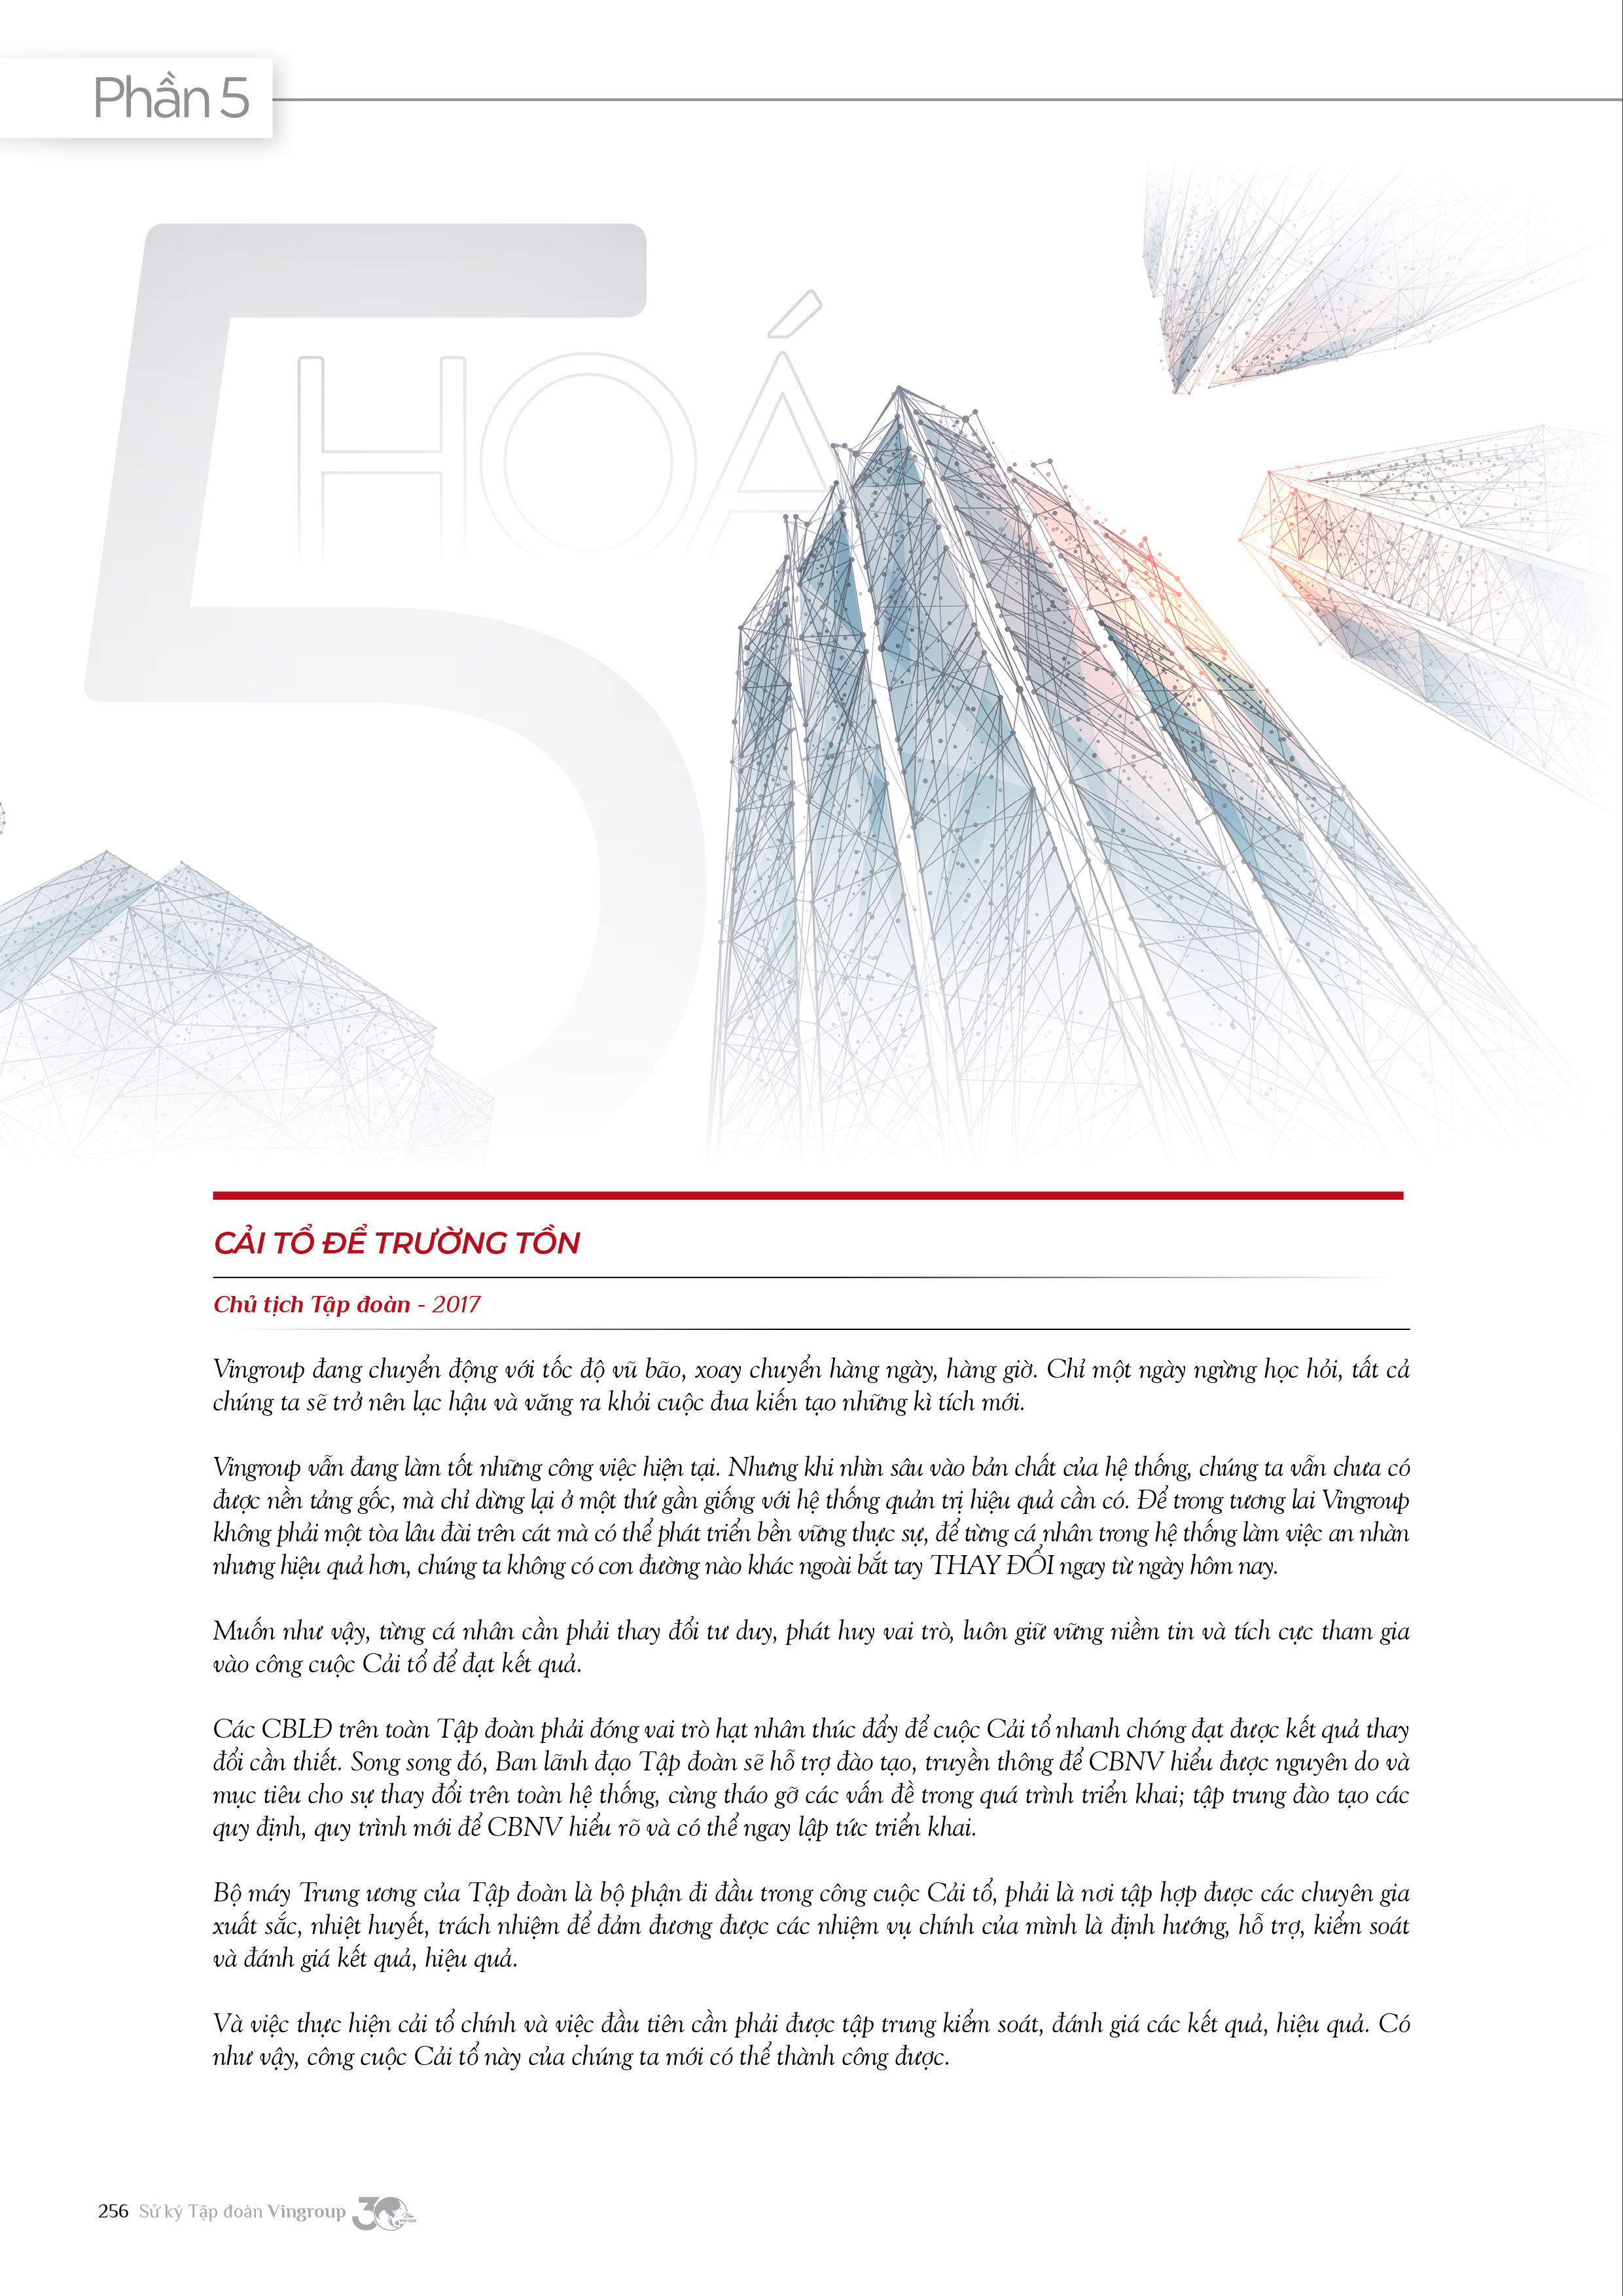 Phần 5
5
HOÁ
CẢI TỔ ĐỂ TRƯỜNG TỒN
Chủ tịch Tập đoàn - 2017
Vingroup đang chuyển động với tốc độ vũ bão, xoay chuyển hàng ngày, hàng giờ. Chỉ một ngày ngừng học hỏi, tất cả
chúng ta sẽ trở nên lạc hậu và văng ra khỏi cuộc đua kiến tạo những kì tích mới.
Vingroup vẫn đang làm tốt những công việc hiện tại. Nhưng khi nhìn sâu vào bản chất của hệ thống, chúng ta vẫn chưa có
được nền tảng gốc, mà chỉ dừng lại ở một thứ gần giống với hệ thống quản trị hiệu quả cần có. Để trong tương lai Vingroup
không phải một tòa lâu đài trên cát mà có thể phát triển bền vững thực sự, để từng cá nhân trong hệ thống làm việc an nhàn
nhưng hiệu quả hơn, chúng ta không có con đường nào khác ngoài bắt tay THAY ĐỔI ngay từ ngày hôm nay.
Muốn như vậy, từng cá nhân cần phải thay đổi tư duy, phát huy vai trò, luôn giữ vững niềm tin và tích cực tham gia
vào công cuộc Cải tổ để đạt kết quả.
Các CBLĐ trên toàn Tập đoàn phải đóng vai trò hạt nhân thúc đẩy để cuộc Cải tổ nhanh chóng đạt được kết quả thay
đổi cần thiết. Song song đó, Ban lãnh đạo Tập đoàn sẽ hỗ trợ đào tạo, truyền thông để CBNV hiểu được nguyên do và
mục tiêu cho sự thay đổi trên toàn hệ thống, cùng tháo gỡ các vấn đề trong quá trình triển khai; tập trung đào tạo các
quy định, quy trình mới để CBNV hiểu rõ và có thể ngay lập tức triển khai.
Bộ máy Trung ương của Tập đoàn là bộ phận đi đầu trong công cuộc Cải tổ, phải là nơi tập hợp được các chuyên gia
xuất sắc, nhiệt huyết, trách nhiệm để đảm đương được các nhiệm vụ chính của mình là định hướng, hỗ trợ, kiểm soát
và đánh giá kết quả, hiệu quả.
Và việc thực hiện cải tổ chính và việc đầu tiên cần phải được tập trung kiểm soát, đánh giá các kết quả, hiệu quả. Có
như vậy, công cuộc Cải tổ này của chúng ta mới có thể thành công được.
256 Sử ký Tập đoàn Vingroup 30